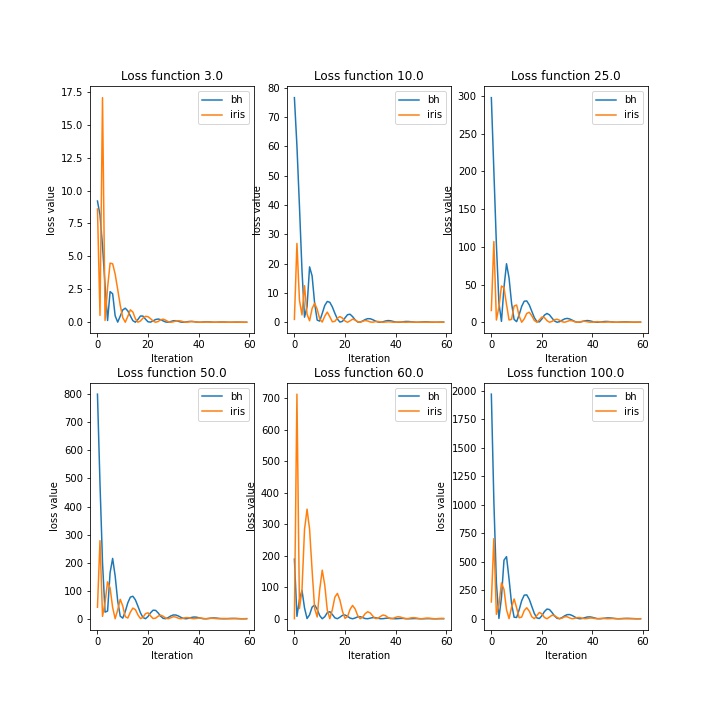 Loss function 3.0
17.5
15.0
12.5
10.0
7.5
5.0
2.5
0.0
loss value
bh
iris
0
20
40
60
Iteration
Loss function 10.0
80
70
60
50
40
30
20
10
0
loss value
bh
iris
0
20
40
60
Iteration
Loss function 25.0
300
250
200
150
100
50
0
loss value
bh
iris
0
20
40
60
Iteration
Loss function 50.0
800
700
600
500
400
300
200
100
0
loss value
bh
iris
0
20
40
60
Iteration
Loss function 60.0
700
600
500
400
300
200
100
0
loss value
bh
iris
0
20
40
60
Iteration
Loss function 100.0
2000
1750
1500
1250
1000
750
500
250
0
loss value
bh
iris
0
20
40
60
Iteration